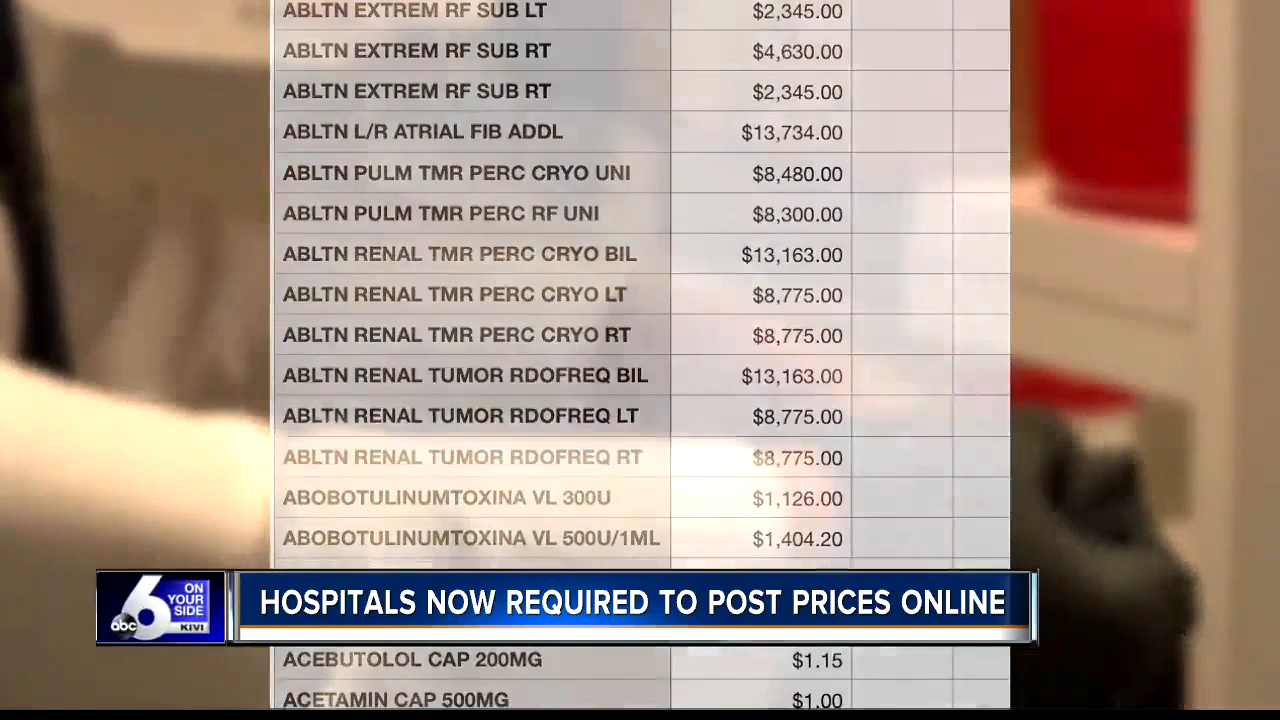 ABLTN EXTREM RF SUB LT $2,345.00
ABLTN EXTREM RF SUB RT $4,630.00
ABLTN EXTREM RF SUB RT $2,345.00
ABLTN L/R ATRIAL FIB ADDL $13,734.00
ABLTN PULM TMR PERC CRYO UNI $8,480.00
ABLTN PULM TMR PERC RF UNI $8,300.00
ABLTN RENAL TMR PERC CRYO BIL $13,163.00
ABLTN RENAL TMR PERC CRYO LT $8,775.00
ABLTN RENAL TMR PERC CRYO RT $8,775.00
ABLTN RENAL TUMOR RDOFREQ BIL $13,163.00
ABLTN RENAL TUMOR RDOFREQ LT $8,775.00
ABLTN RENAL TUMOR RDOFREQ RT $8,775.00
ABOBOTULINUMTOXINA VL 300U $1,126.00
ABOBOTULINUMTOXINA VL 500U/1ML $1,404.20
abc 6 ON
YOUR
SIDE
KIVI
HOSPITALS NOW REQUIRED TO POST PRICES ONLINE
ACEBUTOLOL CAP 200MG $1.15
ACETAMIN CAP 500MG $1.00